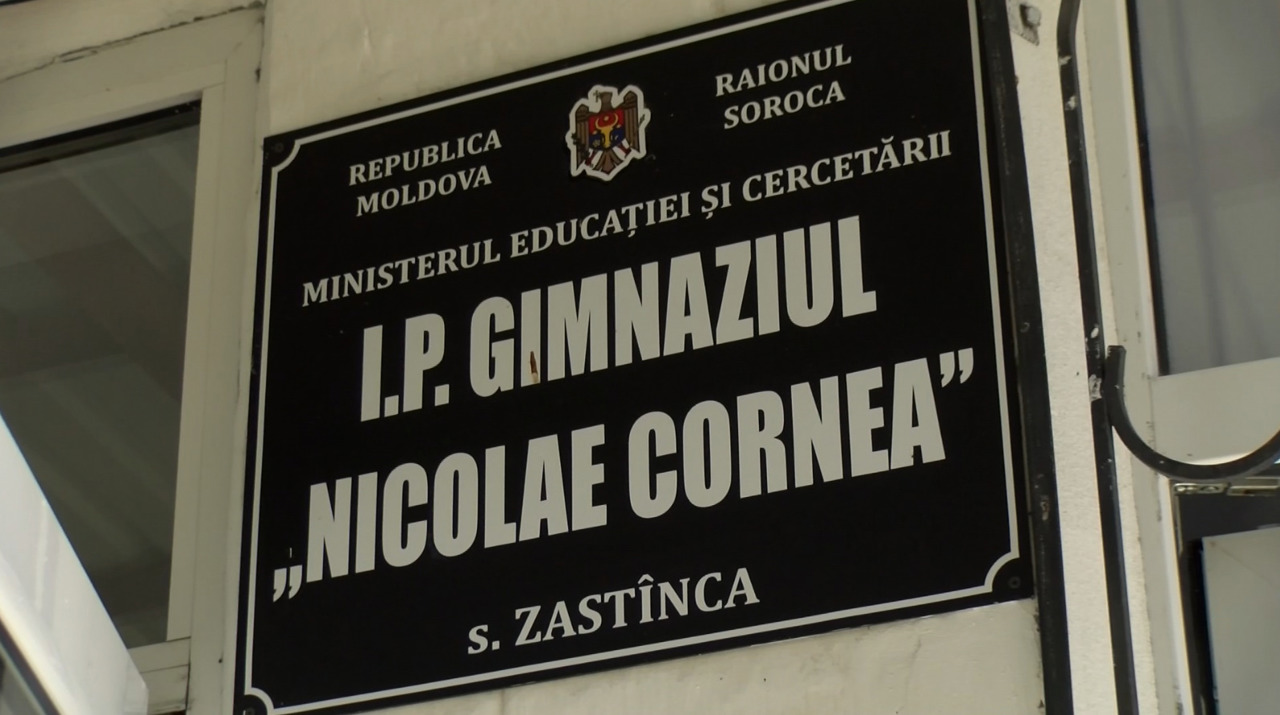 REPUBLICA
MOLDOVA
RAIONUL
SOROCA
MINISTERUL EDUCAȚIEI ȘI CERCETĂRII
I.P. GIMNAZIUL
„NICOLAE CORNEA”
s. ZASTÎNCA